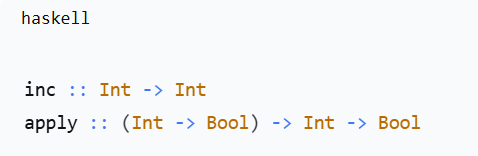 haskell
inc :: Int -> Int
apply :: (Int -> Bool) -> Int -> Bool